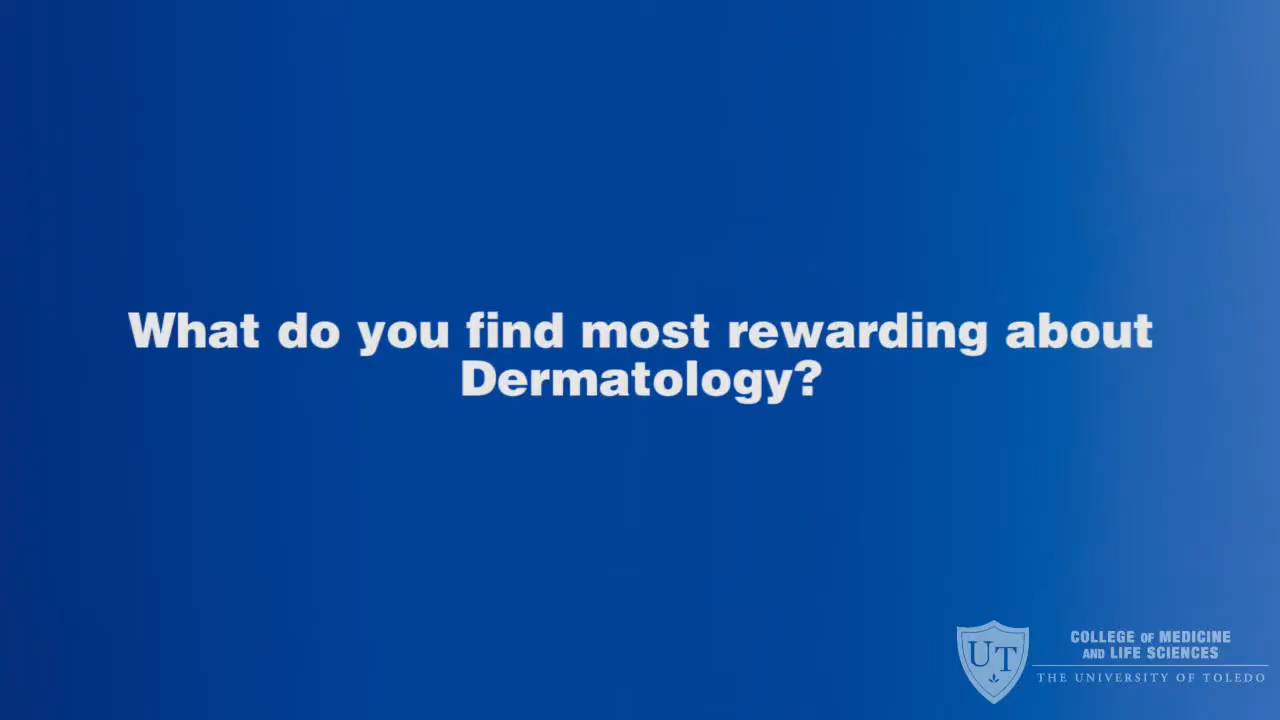 What do you find most rewarding about
Dermatology?
UT
COLLEGE OF MEDICINE
AND LIFE SCIENCES
THE UNIVERSITY OF TOLEDO